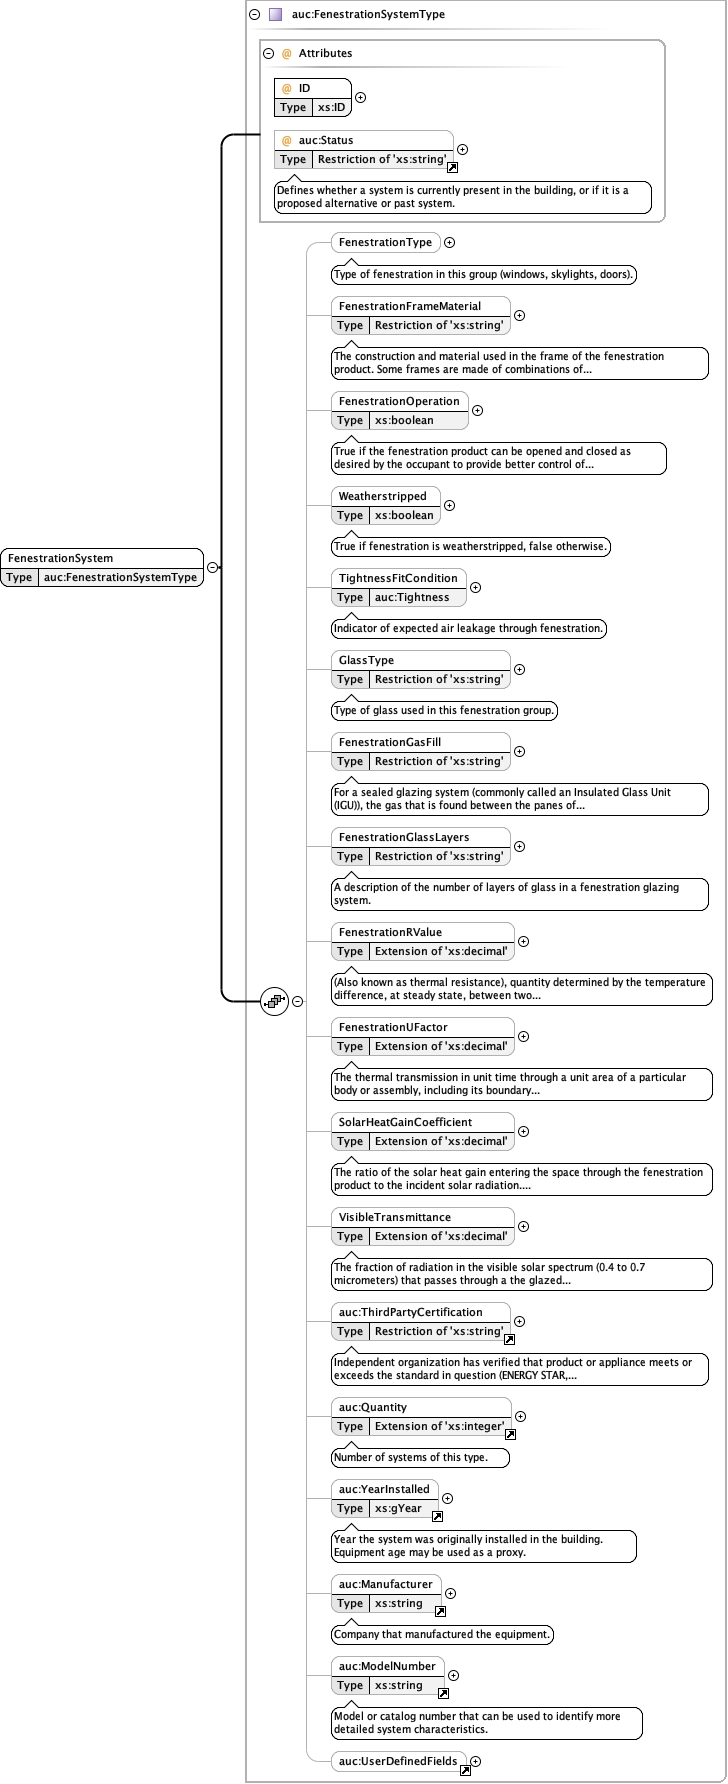 auc:FenestrationSystemType
@ Attributes
@ ID
Type xs:ID
@ auc:Status
Type Restriction of 'xs:string'
Defines whether a system is currently present in the building, or if it is a
proposed alternative or past system.
FenestrationType
Type of fenestration in this group (windows, skylights, doors).
FenestrationFrameMaterial
Type Restriction of 'xs:string'
The construction and material used in the frame of the fenestration
product. Some frames are made of combinations of...
FenestrationOperation
Type xs:boolean
True if the fenestration product can be opened and closed as
desired by the occupant to provide better control of...
Weatherstripped
Type xs:boolean
True if fenestration is weatherstripped, false otherwise.
FenestrationSystem
Type auc:FenestrationSystemType
TightnessFitCondition
Type auc:Tightness
Indicator of expected air leakage through fenestration.
GlassType
Type Restriction of 'xs:string'
Type of glass used in this fenestration group.
FenestrationGasFill
Type Restriction of 'xs:string'
For a sealed glazing system (commonly called an Insulated Glass Unit
(IGU)), the gas that is found between the panes of...
FenestrationGlassLayers
Type Restriction of 'xs:string'
A description of the number of layers of glass in a fenestration glazing
system.
FenestrationRValue
Type Extension of 'xs:decimal'
(Also known as thermal resistance), quantity determined by the temperature
difference, at steady state, between two...
FenestrationUFactor
Type Extension of 'xs:decimal'
The thermal transmission in unit time through a unit area of a particular
body or assembly, including its boundary...
SolarHeatGainCoefficient
Type Extension of 'xs:decimal'
The ratio of the solar heat gain entering the space through the fenestration
product to the incident solar radiation....
VisibleTransmittance
Type Extension of 'xs:decimal'
The fraction of radiation in the visible solar spectrum (0.4 to 0.7
micrometers) that passes through a the glazed...
auc:ThirdPartyCertification
Type Restriction of 'xs:string'
Independent organization has verified that product or appliance meets or
exceeds the standard in question (ENERGY STAR,...
auc:Quantity
Type Extension of 'xs:integer'
Number of systems of this type.
auc:YearInstalled
Type xs:gYear
Year the system was originally installed in the building.
Equipment age may be used as a proxy.
auc:Manufacturer
Type xs:string
Company that manufactured the equipment.
auc:ModelNumber
Type xs:string
Model or catalog number that can be used to identify more
detailed system characteristics.
auc:UserDefinedFields